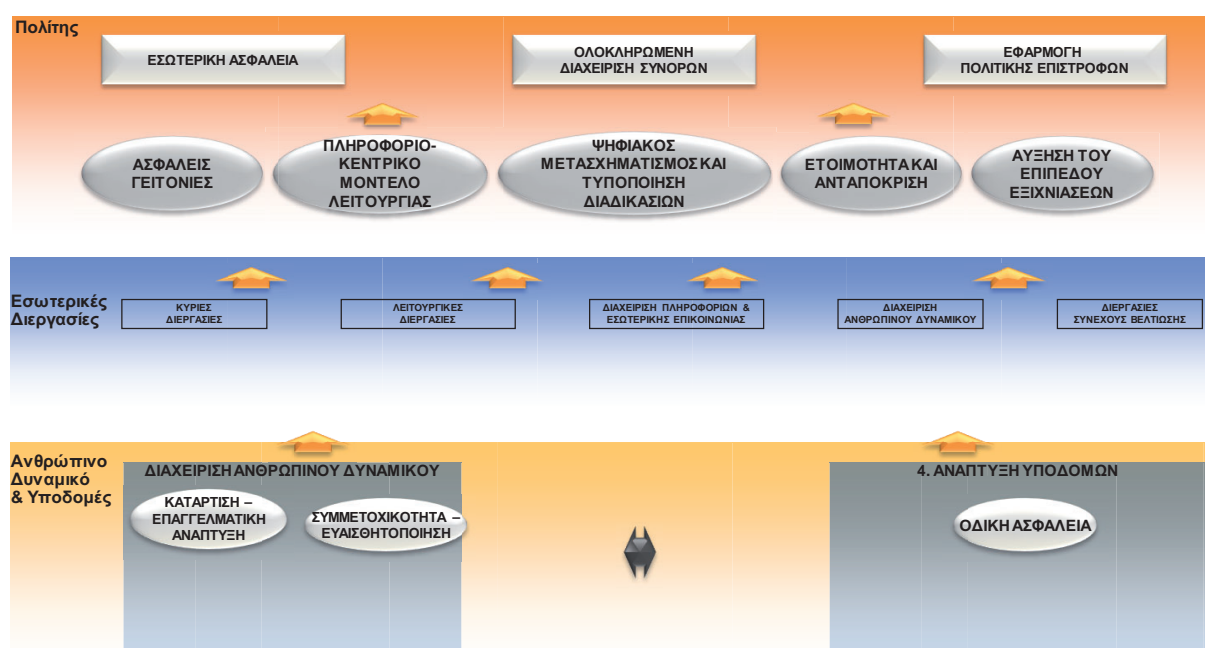 Πολίτης
ΕΣΩΤΕΡΙΚΗ ΑΣΦΑΛΕΙΑ
ΟΛΟΚΛΗΡΩΜΕΝΗ
ΔΙΑΧΕΙΡΙΣΗ ΣΥΝΟΡΩΝ
ΕΦΑΡΜΟΓΗ
ΠΟΛΙΤΙΚΗΣ ΕΠΙΣΤΡΟΦΩΝ
ΑΣΦΑΛΕΙΣ
ΓΕΙΤΟΝΙΕΣ
ΠΛΗΡΟΦΟΡΙΟ-
ΚΕΝΤΡΙΚΟ
ΜΟΝΤΕΛΟ
ΛΕΙΤΟΥΡΓΙΑΣ
ΨΗΦΙΑΚΟΣ
ΜΕΤΑΣΧΗΜΑΤΙΣΜΟΣ ΚΑΙ
ΤΥΠΟΠΟΙΗΣΗ
ΔΙΑΔΙΚΑΣΙΩΝ
ΕΤΟΙΜΟΤΗΤΑ ΚΑΙ
ΑΝΤΑΠΟΚΡΙΣΗ
ΑΥΞΗΣΗ ΤΟΥ
ΕΠΙΠΕΔΟΥ
ΕΞΙΧΝΙΑΣΕΩΝ
Εσωτερικές
Διεργασίες
ΚΥΡΙΕΣ
ΔΙΕΡΓΑΣΙΕΣ
ΛΕΙΤΟΥΡΓΙΚΕΣ
ΔΙΕΡΓΑΣΙΕΣ
ΔΙΑΧΕΙΡΙΣΗ ΠΛΗΡΟΦΟΡΙΩΝ &
ΕΣΩΤΕΡΙΚΗΣ ΕΠΙΚΟΙΝΩΝΙΑΣ
ΔΙΑΧΕΙΡΙΣΗ
ΑΝΘΡΩΠΙΝΟΥ ΔΥΝΑΜΙΚΟΥ
ΔΙΕΡΓΑΣΙΕΣ
ΣΥΝΕΧΟΥΣ ΒΕΛΤΙΩΣΗΣ
Ανθρώπινο
Δυναμικό
& Υποδομές
ΔΙΑΧΕΙΡΙΣΗ ΑΝΘΡΩΠΙΝΟΥ ΔΥΝΑΜΙΚΟΥ
ΚΑΤΑΡΤΙΣΗ –
ΕΠΑΓΓΕΛΜΑΤΙΚΗ
ΑΝΑΠΤΥΞΗ
ΣΥΜΜΕΤΟΧΙΚΟΤΗΤΑ –
ΕΥΑΙΣΘΗΤΟΠΟΙΗΣΗ
4. ΑΝΑΠΤΥΞΗ ΥΠΟΔΟΜΩΝ
ΟΔΙΚΗ ΑΣΦΑΛΕΙΑ